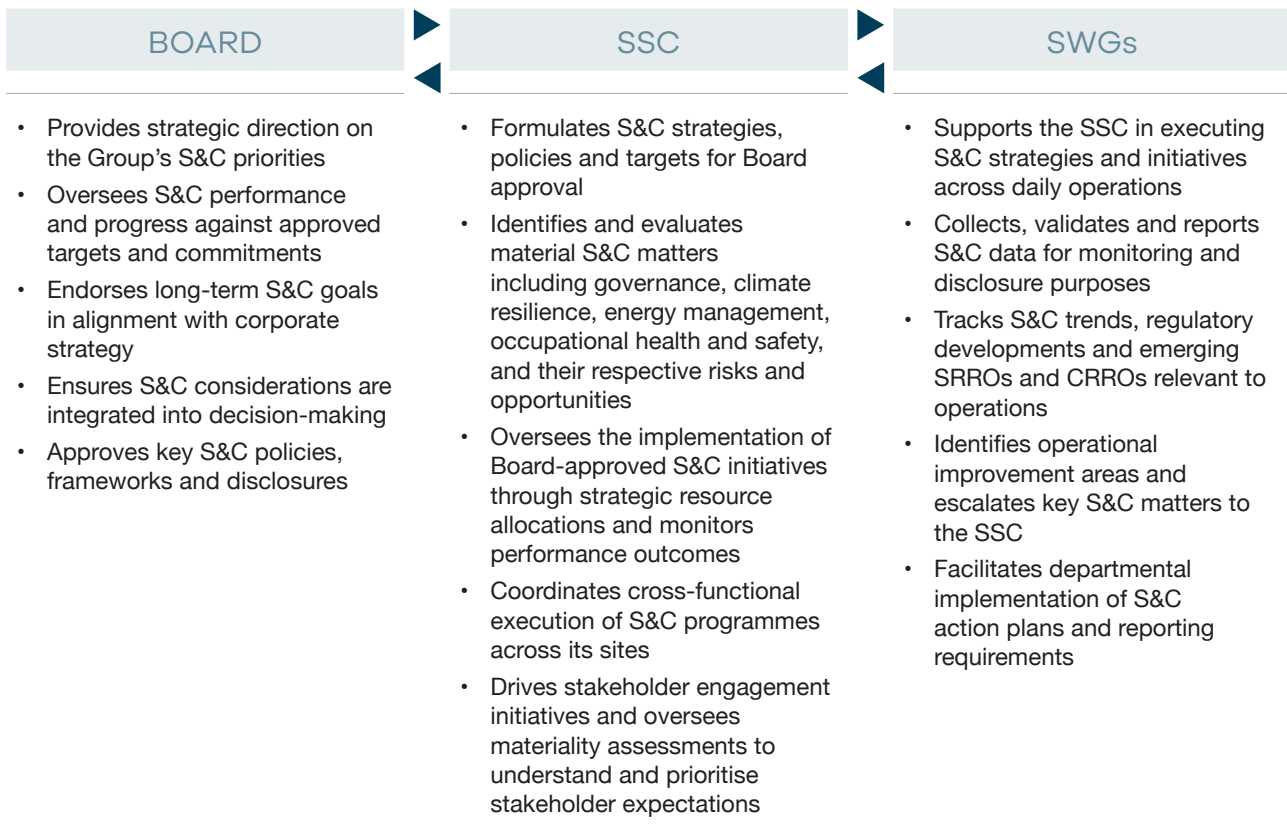 BOARD
• Provides strategic direction on
the Group’s S&C priorities
• Oversees S&C performance
and progress against approved
targets and commitments
• Endorses long-term S&C goals
in alignment with corporate
strategy
• Ensures S&C considerations are
integrated into decision-making
• Approves key S&C policies,
frameworks and disclosures
SSC
• Formulates S&C strategies,
policies and targets for Board
approval
• Identifies and evaluates
material S&C matters
including governance, climate
resilience, energy management,
occupational health and safety,
and their respective risks and
opportunities
• Oversees the implementation of
Board-approved S&C initiatives
through strategic resource
allocations and monitors
performance outcomes
• Coordinates cross-functional
execution of S&C programmes
across its sites
• Drives stakeholder engagement
initiatives and oversees
materiality assessments to
understand and prioritise
stakeholder expectations
SWGs
• Supports the SSC in executing
S&C strategies and initiatives
across daily operations
• Collects, validates and reports
S&C data for monitoring and
disclosure purposes
• Tracks S&C trends, regulatory
developments and emerging
SRROs and CRROs relevant to
operations
• Identifies operational
improvement areas and
escalates key S&C matters to
the SSC
• Facilitates departmental
implementation of S&C
action plans and reporting
requirements